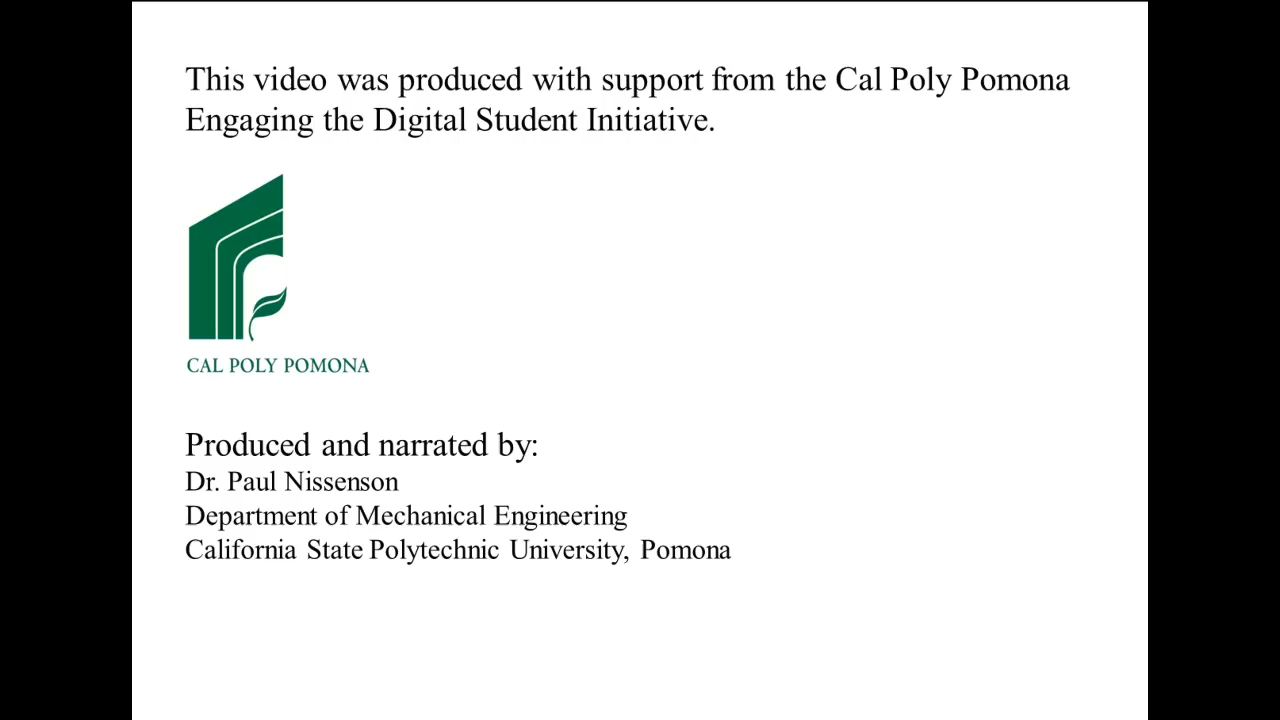 This video was produced with support from the Cal Poly Pomona
Engaging the Digital Student Initiative.
CAL POLY POMONA
Produced and narrated by:
Dr. Paul Nissenson
Department of Mechanical Engineering
California State Polytechnic University, Pomona